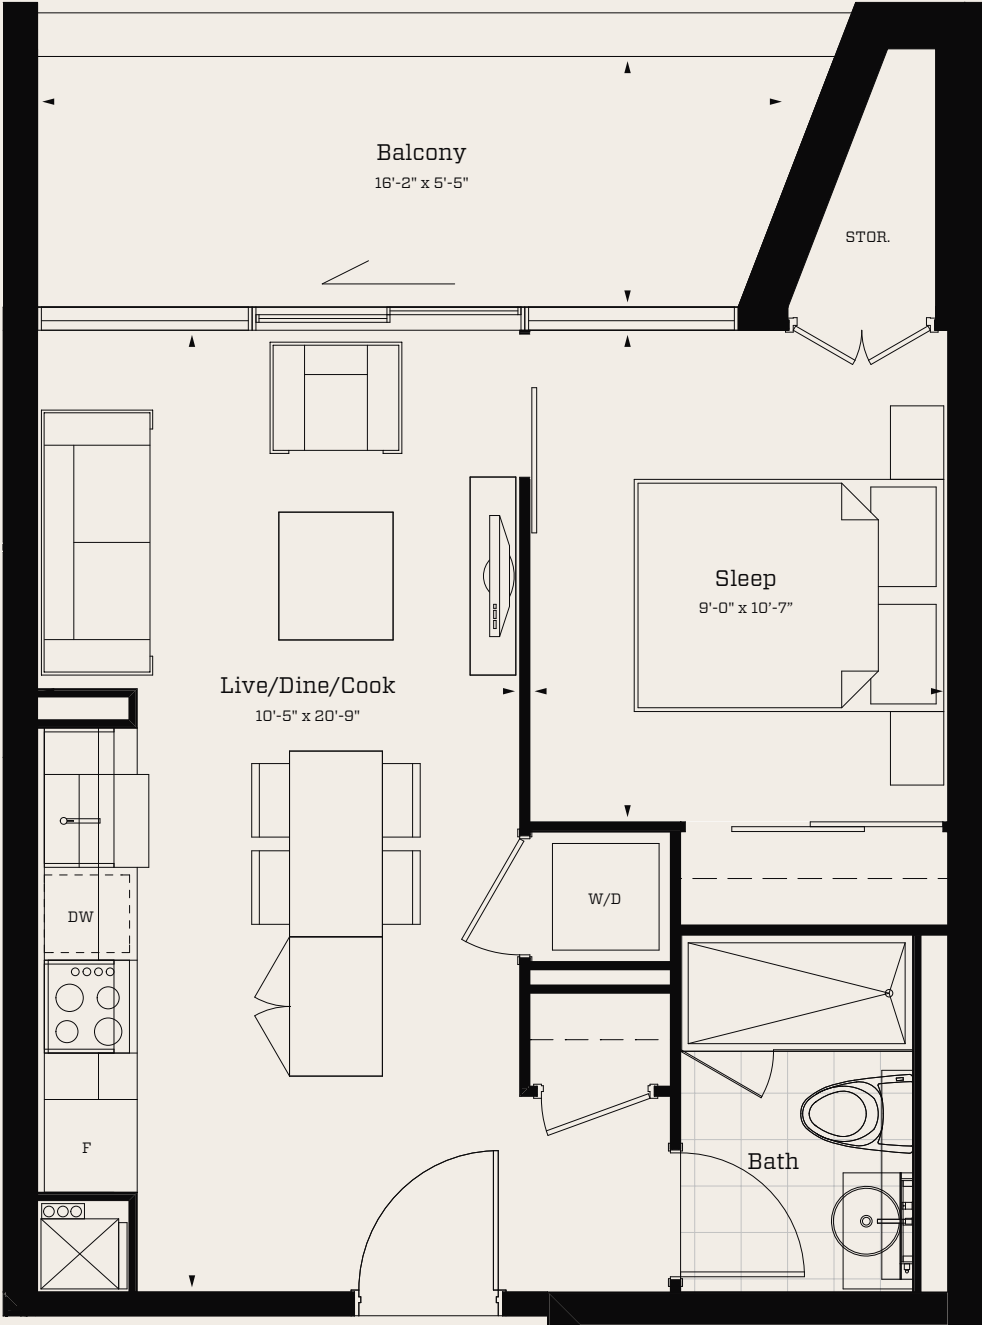 Balcony
16'-2" x 5'-5"
STOR.
Sleep
9'-0" x 10'-7”
Live/Dine/Cook
10'-5" x 20'-9"
W/D
DW
F
Bath